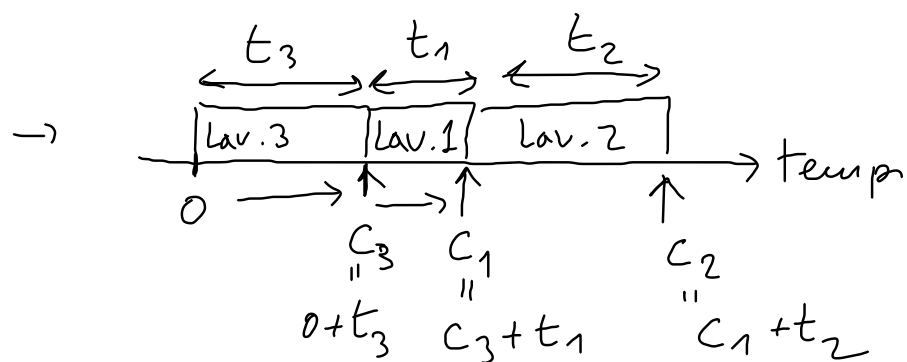 t₃ t₁ t₂
→ Lav.3 Lav.1 Lav.2
temp
0 → →
C₃ C₁ C₂
= = =
0+t₃ C₃+t₁ C₁+t₂